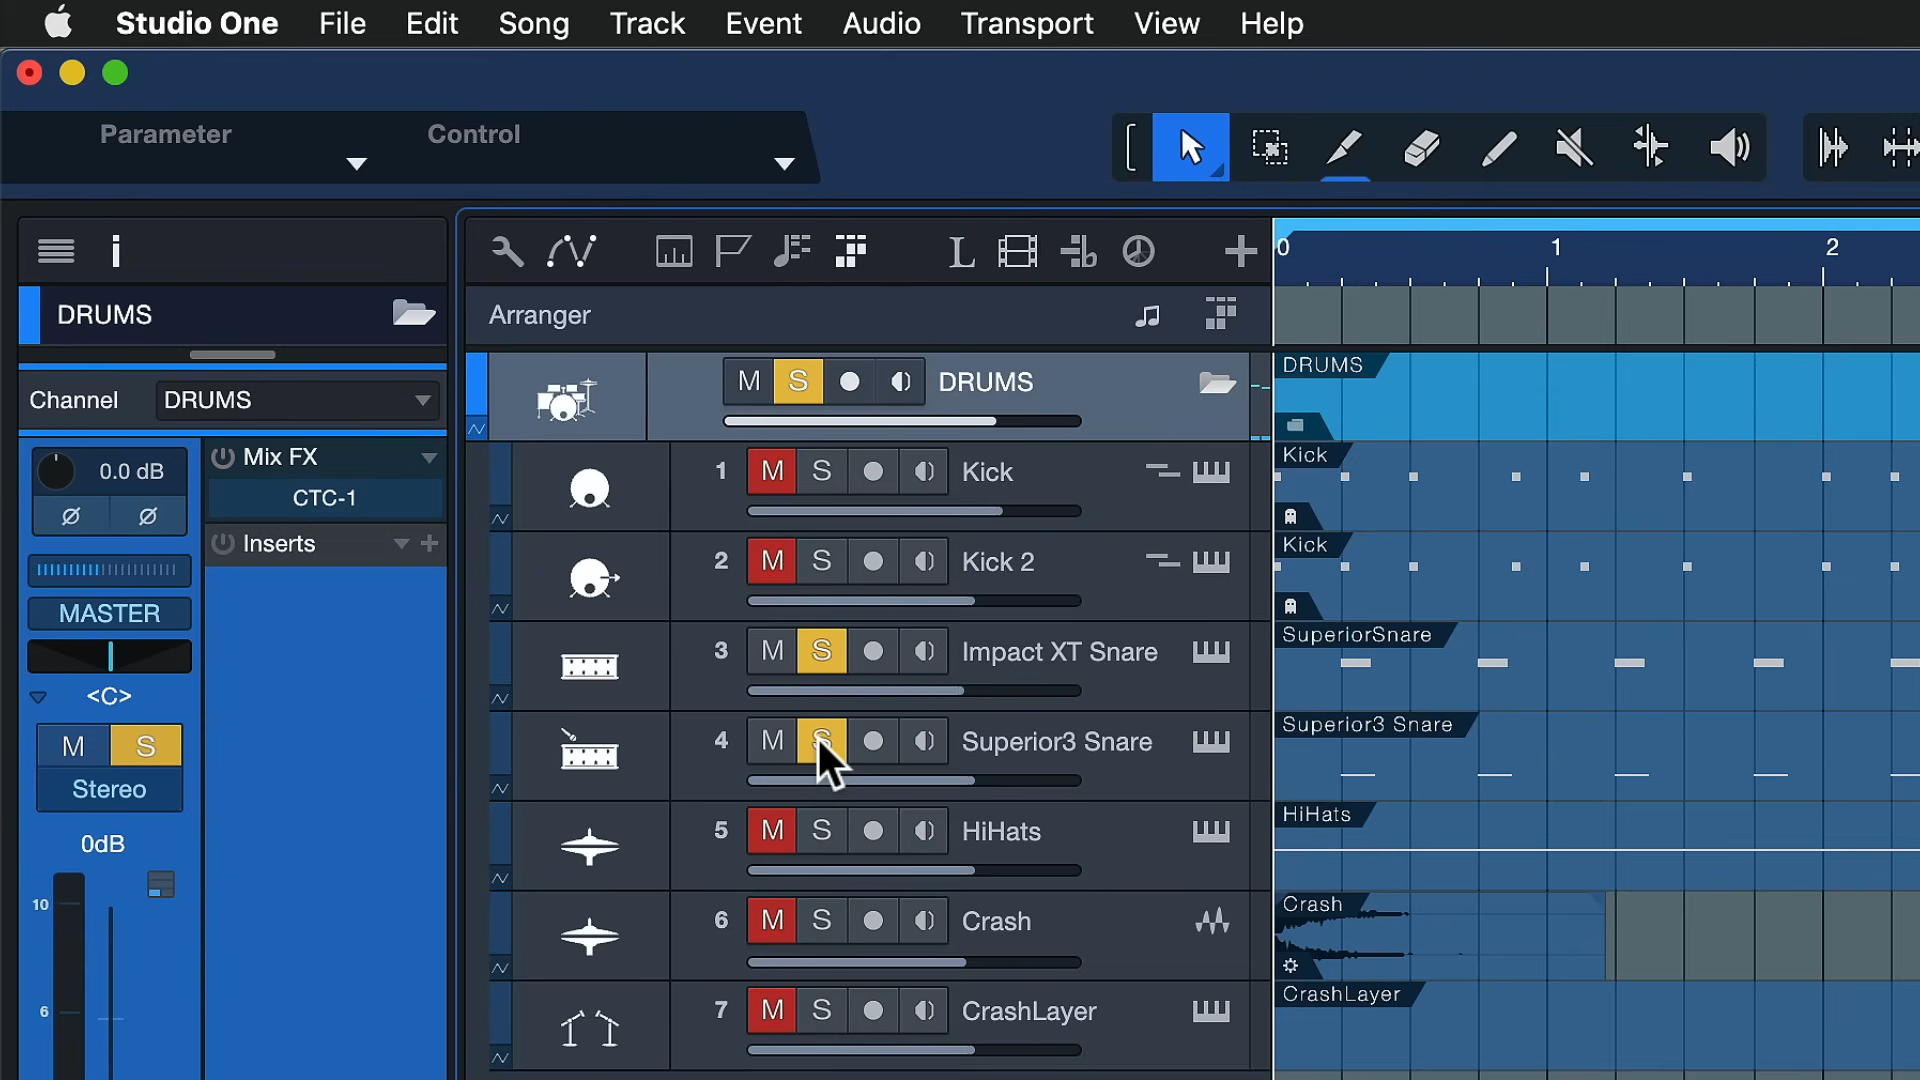 Studio One File Edit Song Track Event Audio Transport View Help
Parameter Control
i
L
0 1 2
DRUMS
Arranger
Channel DRUMS
M S DRUMS
DRUMS
0.0 dB
Ø Ø
Mix FX
CTC-1
Inserts
MASTER
<C>
M S
Stereo
0dB
10
6
1 M S Kick
Kick
2 M S Kick 2
Kick
3 M S Impact XT Snare
SuperiorSnare
4 M S Superior3 Snare
Superior3 Snare
5 M S HiHats
HiHats
6 M S Crash
Crash
7 M S CrashLayer
CrashLayer